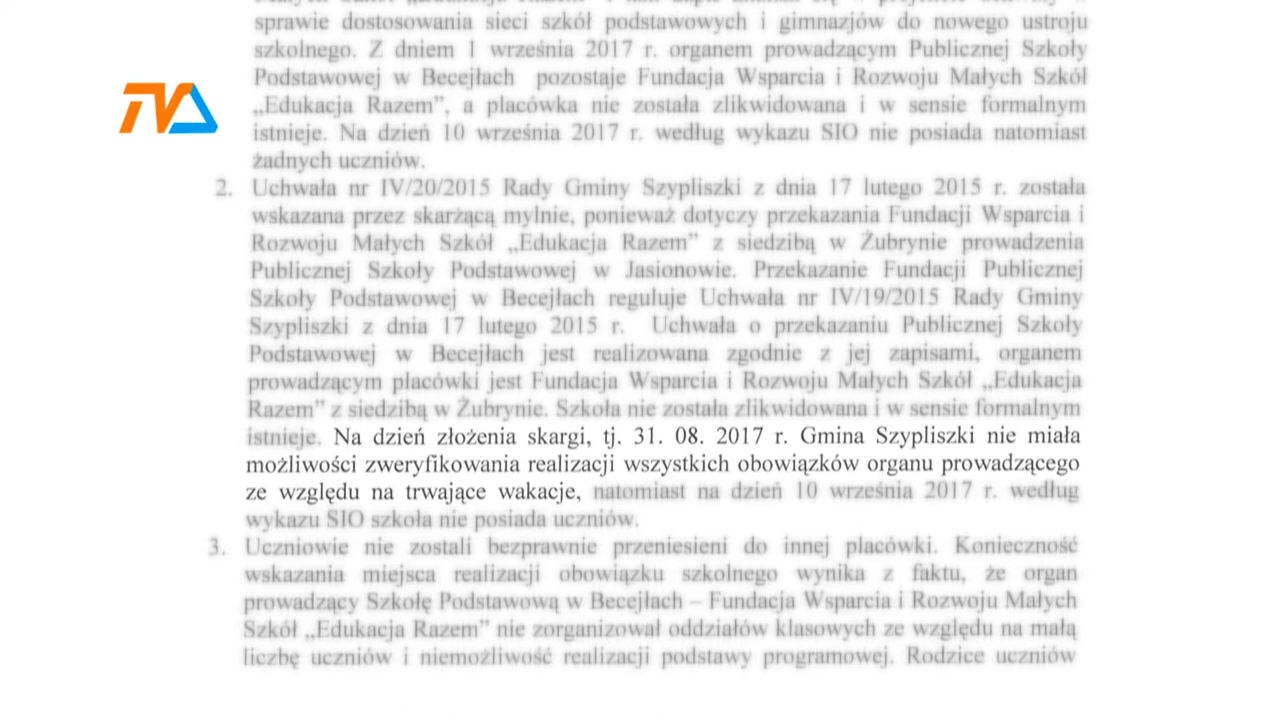 sprawie dostosowania sieci szkół podstawowych i gimnazjów do nowego ustroju
szkolnego. Z dniem 1 września 2017 r. organem prowadzącym Publicznej Szkoły
TVA
Podstawowej w Becejłach pozostaje Fundacja Wsparcia i Rozwoju Małych Szkół
„Edukacja Razem”, a placówka nie została zlikwidowana i w sensie formalnym
istnieje. Na dzień 10 września 2017 r. według wykazu SIO nie posiada natomiast
żadnych uczniów.
2. Uchwała nr IV/20/2015 Rady Gminy Szypliszki z dnia 17 lutego 2015 r. została
wskazana przez skarżącą mylnie, ponieważ dotyczy przekazania Fundacji Wsparcia i
Rozwoju Małych Szkół „Edukacja Razem” z siedzibą w Żubrynie prowadzenia
Publicznej Szkoły Podstawowej w Jasionowie. Przekazanie Fundacji Publicznej
Szkoły Podstawowej w Becejłach reguluje Uchwała nr IV/19/2015 Rady Gminy
Szypliszki z dnia 17 lutego 2015 r. Uchwała o przekazaniu Publicznej Szkoły
Podstawowej w Becejłach jest realizowana zgodnie z jej zapisami, organem
prowadzącym placówki jest Fundacja Wsparcia i Rozwoju Małych Szkół „Edukacja
Razem” z siedzibą w Żubrynie. Szkoła nie została zlikwidowana i w sensie formalnym
istnieje. Na dzień złożenia skargi, tj. 31. 08. 2017 r. Gmina Szypliszki nie miała
możliwości zweryfikowania realizacji wszystkich obowiązków organu prowadzącego
ze względu na trwające wakacje, natomiast na dzień 10 września 2017 r. według
wykazu SIO szkoła nie posiada uczniów.
3. Uczniowie nie zostali bezprawnie przeniesieni do innej placówki. Konieczność
wskazania miejsca realizacji obowiązku szkolnego wynika z faktu, że organ
prowadzący Szkołę Podstawową w Becejłach – Fundacja Wsparcia i Rozwoju Małych
Szkół „Edukacja Razem” nie zorganizował oddziałów klasowych ze względu na małą
liczbę uczniów i niemożliwość realizacji podstawy programowej. Rodzice uczniów